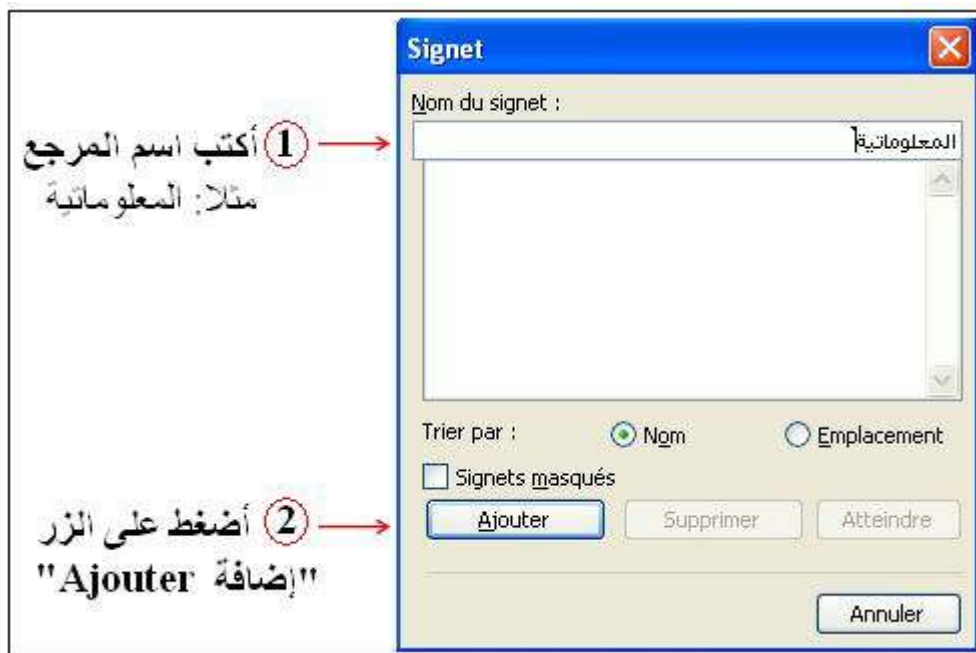 Signet
Nom du signet :
① أكتب اسم المرجع
مثلا: المعلوماتية
المعلوماتية
Trier par :
Nom
Emplacement
Signets masqués
② أضغط على الزر
"إضافة Ajouter"
Ajouter
Supprimer
Atteindre
Annuler